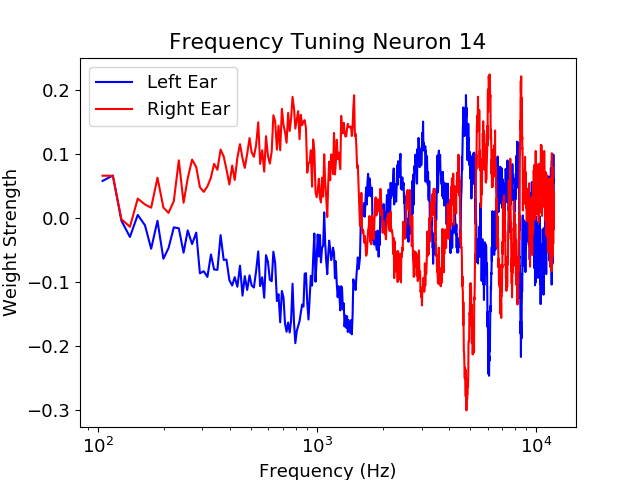 Frequency Tuning Neuron 14
Left Ear
Right Ear
Weight Strength
0.2
0.1
0.0
−0.1
−0.2
−0.3
10²
10³
10⁴
Frequency (Hz)